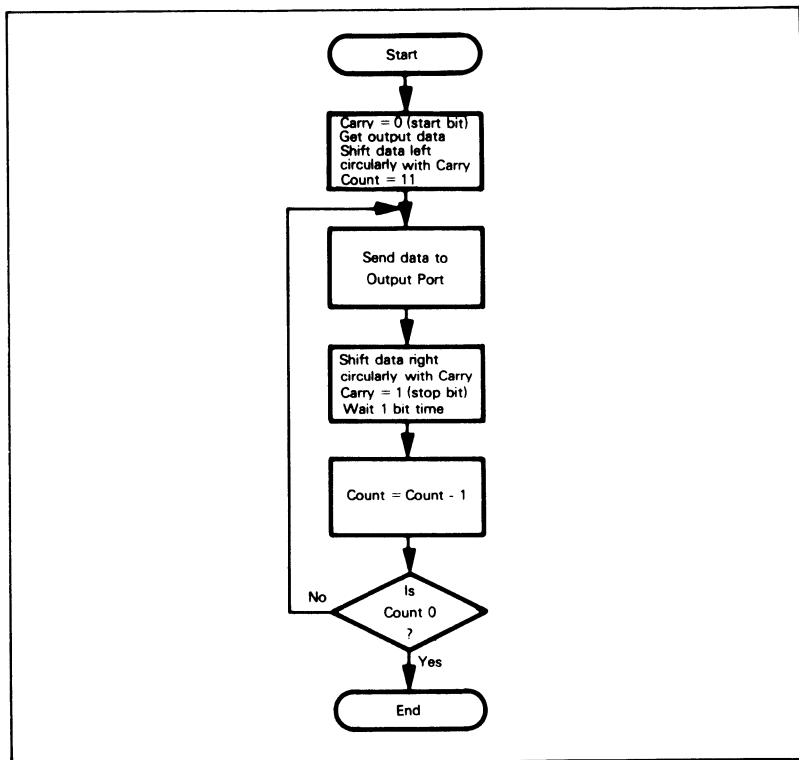 Start
Carry = 0 (start bit)
Get output data
Shift data left
circularly with Carry
Count = 11
Send data to
Output Port
Shift data right
circularly with Carry
Carry = 1 (stop bit)
Wait 1 bit time
Count = Count - 1
Is
Count 0
?
No
Yes
End